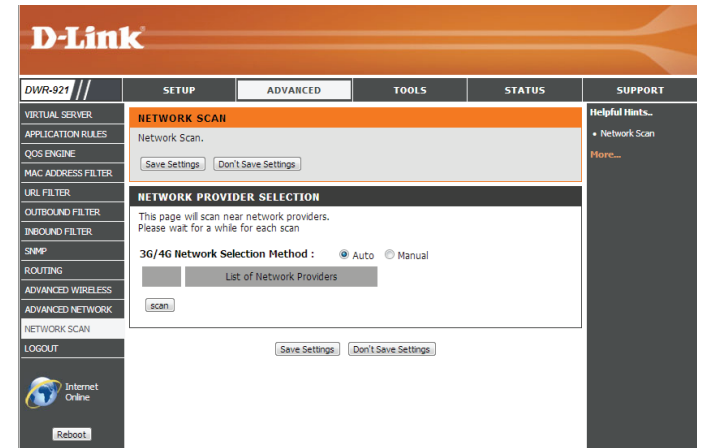 D-Link
DWR-921 SETUP ADVANCED TOOLS STATUS SUPPORT
VIRTUAL SERVER
APPLICATION RULES
QOS ENGINE
MAC ADDRESS FILTER
URL FILTER
OUTBOUND FILTER
INBOUND FILTER
SNMP
ROUTING
ADVANCED WIRELESS
ADVANCED NETWORK
NETWORK SCAN
LOGOUT
Internet
Online
Reboot
NETWORK SCAN
Network Scan.
Save Settings Don't Save Settings
NETWORK PROVIDER SELECTION
This page will scan near network providers.
Please wait for a while for each scan
3G/4G Network Selection Method : Auto Manual
List of Network Providers
scan
Save Settings Don't Save Settings
Helpful Hints..
• Network Scan
More...